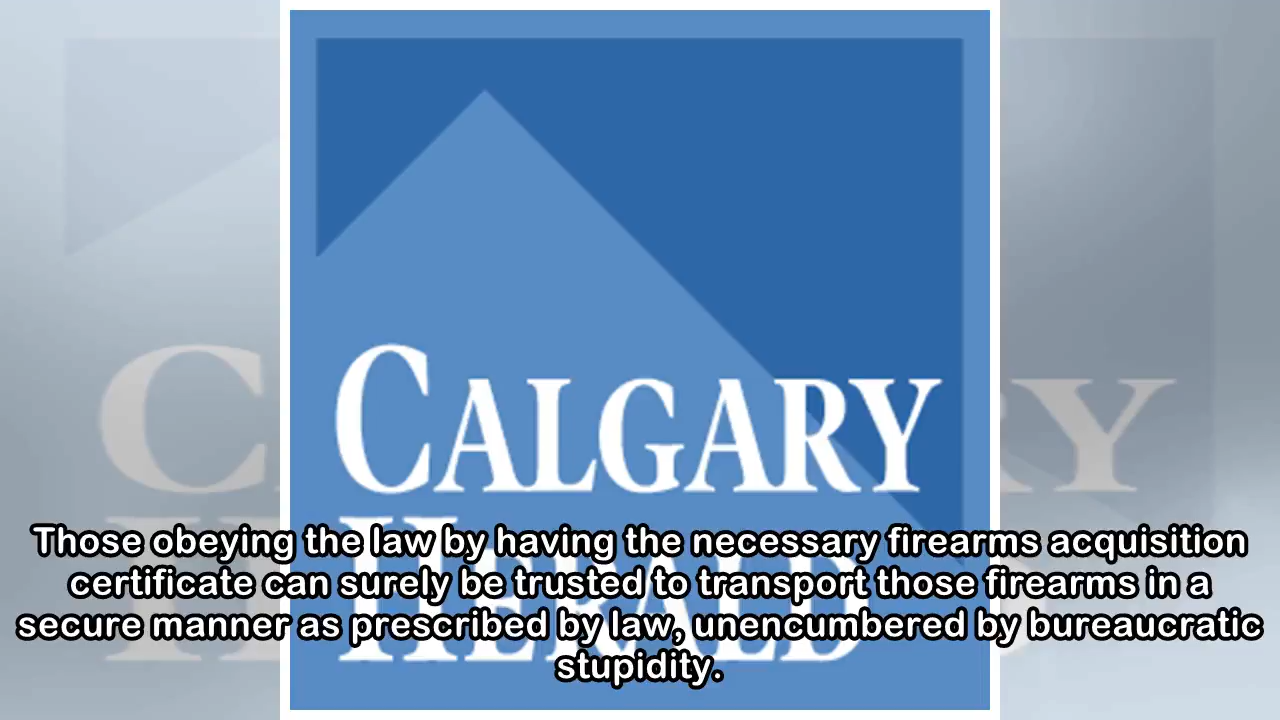 CALGARY
HERALD
Those obeying the law by having the necessary firearms acquisition
certificate can surely be trusted to transport those firearms in a
secure manner as prescribed by law, unencumbered by bureaucratic
stupidity.